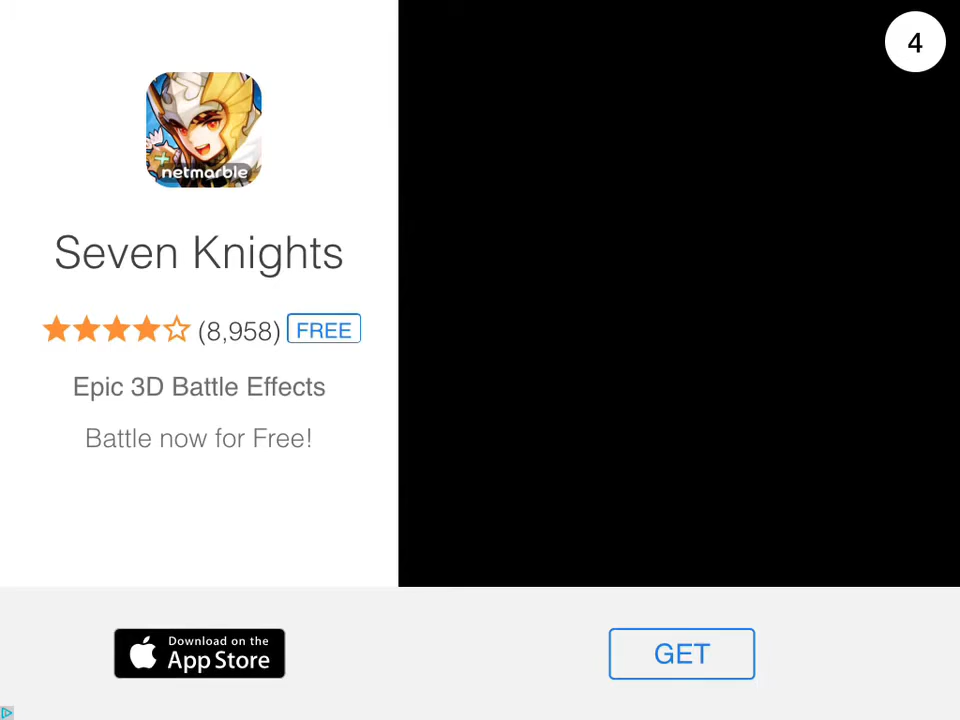 4
netmarble
Seven Knights
(8,958) FREE
Epic 3D Battle Effects
Battle now for Free!
Download on the
App Store
GET